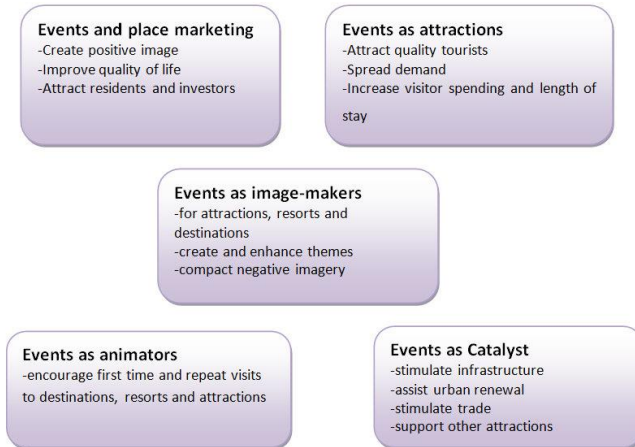 Events and place marketing
-Create positive image
-Improve quality of life
-Attract residents and investors
Events as attractions
-Attract quality tourists
-Spread demand
-Increase visitor spending and length of
stay
Events as image-makers
-for attractions, resorts and
destinations
-create and enhance themes
-compact negative imagery
Events as animators
-encourage first time and repeat visits
to destinations, resorts and attractions
Events as Catalyst
-stimulate infrastructure
-assist urban renewal
-stimulate trade
-support other attractions